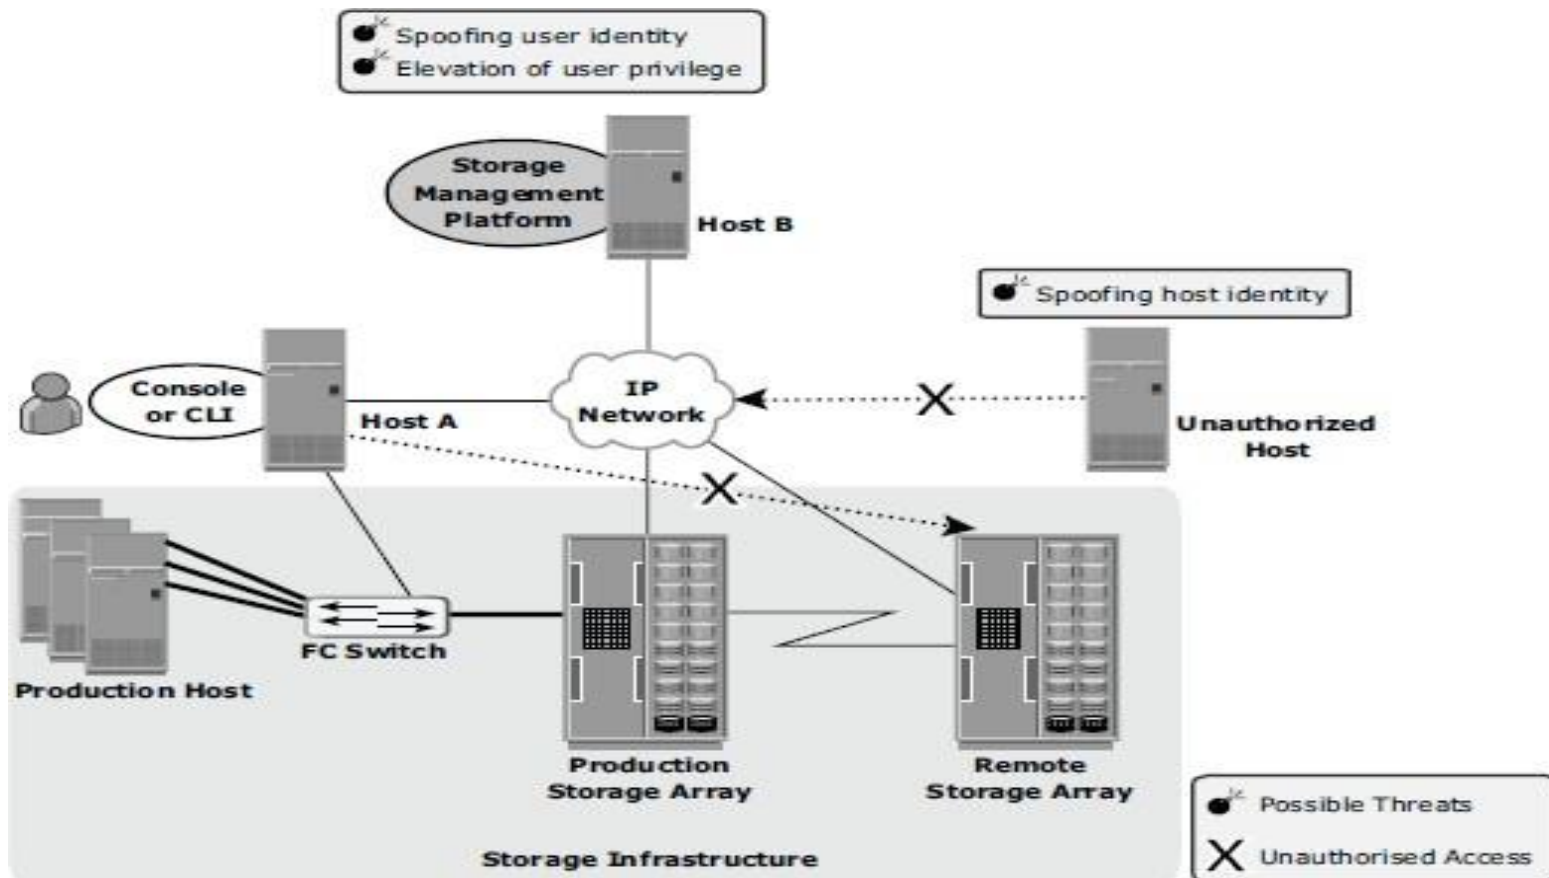 Spoofing user identity
Elevation of user privilege
Storage
Management
Platform
Host B
Spoofing host identity
Console
or CLI
Host A
IP
Network
Unauthorized
Host
FC Switch
Production Host
Production
Storage Array
Remote
Storage Array
Storage Infrastructure
Possible Threats
Unauthorised Access